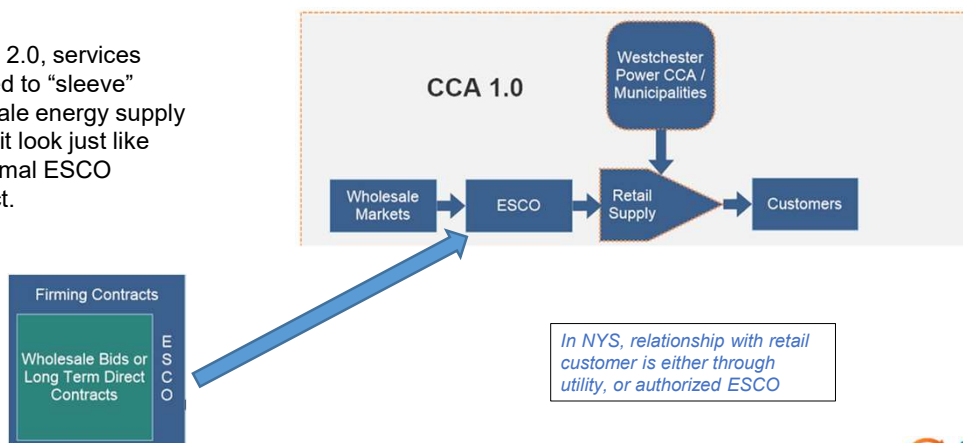 2.0, services
ed to “sleeve”
ale energy supply
it look just like
mal ESCO
t.
CCA 1.0
Westchester
Power CCA /
Municipalities
Wholesale
Markets
ESCO
Retail
Supply
Customers
Firming Contracts
Wholesale Bids or
Long Term Direct
Contracts
E
S
C
O
In NYS, relationship with retail
customer is either through
utility, or authorized ESCO